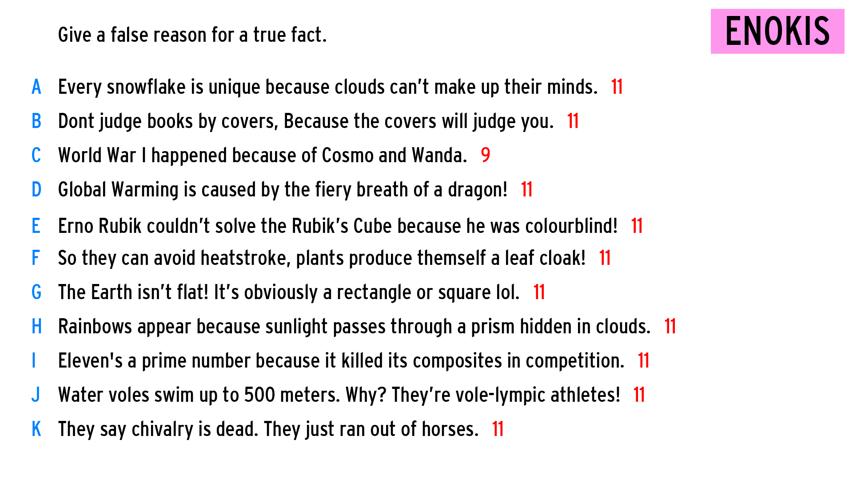 Give a false reason for a true fact.
ENOKIS
A Every snowflake is unique because clouds can't make up their minds. 11
B Dont judge books by covers, Because the covers will judge you. 11
C World War I happened because of Cosmo and Wanda. 9
D Global Warming is caused by the fiery breath of a dragon! 11
E Erno Rubik couldn't solve the Rubik's Cube because he was colourblind! 11
F So they can avoid heatstroke, plants produce themself a leaf cloak! 11
G The Earth isn't flat! It's obviously a rectangle or square lol. 11
H Rainbows appear because sunlight passes through a prism hidden in clouds. 11
I Eleven's a prime number because it killed its composites in competition. 11
J Water voles swim up to 500 meters. Why? They're vole-lympic athletes! 11
K They say chivalry is dead. They just ran out of horses. 11